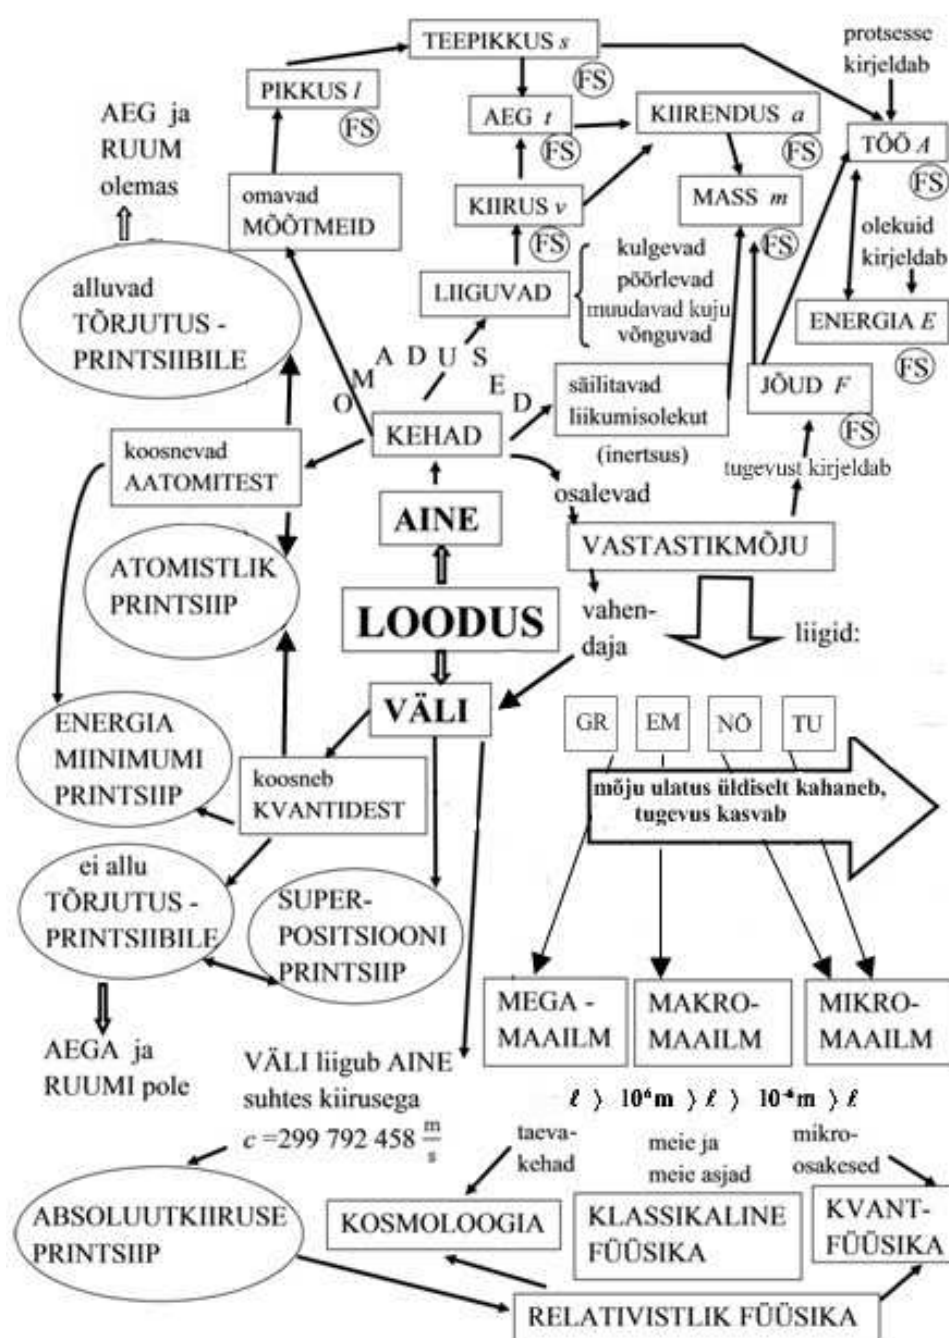 TEEPIKKUS s
FS
protsesse
kirjeldab
PIKKUS l
FS
AEG t
FS
KIIRENDUS a
FS
TÖÖ A
FS
AEG ja
RUUM
olemas
omavad
MÕÕTMEID
KIIRUS v
FS
MASS m
FS
olekuid
kirjeldab
alluvad
TÕRJUTUS -
PRINTSIIBILE
LIIGUVAD
kulgevad
pöörlevad
muudavad kuju
võnguvad
ENERGIA E
FS
OMADUSED
säilitavad
liikumisolekut
(inertsus)
JÕUD F
FS
KEHAD
koosnevad
AATOMITEST
tugevust kirjeldab
osalevad
AINE
VASTASTIKMÕJU
ATOMISTLIK
PRINTSIIP
LOODUS
vahen-
daja
liigid:
VÄLI
ENERGIA
MIINIMUMI
PRINTSIIP
GR
EM
NÕ
TU
koosneb
KVANTIDEST
mõju ulatus üldiselt kahaneb,
tugevus kasvab
ei allu
TÕRJUTUS -
PRINTSIIBILE
SUPER-
POSITSIOONI
PRINTSIIP
MEGA -
MAAILM
MAKRO-
MAAILM
MIKRO-
MAAILM
AEGA ja
RUUMI pole
VÄLI liigub AINE
suhtes kiirusega
c =299 792 458 m/s
ℓ 〉 10⁶m 〉 ℓ 〉 10⁻⁶m 〉 ℓ
taeva-
kehad
meie ja
meie asjad
mikro-
osakesed
ABSOLUUTKIIRUSE
PRINTSIIP
KOSMOLOOGIA
KLASSIKALINE
FÜÜSIKA
KVANT-
FÜÜSIKA
RELATIVISTLIK FÜÜSIKA